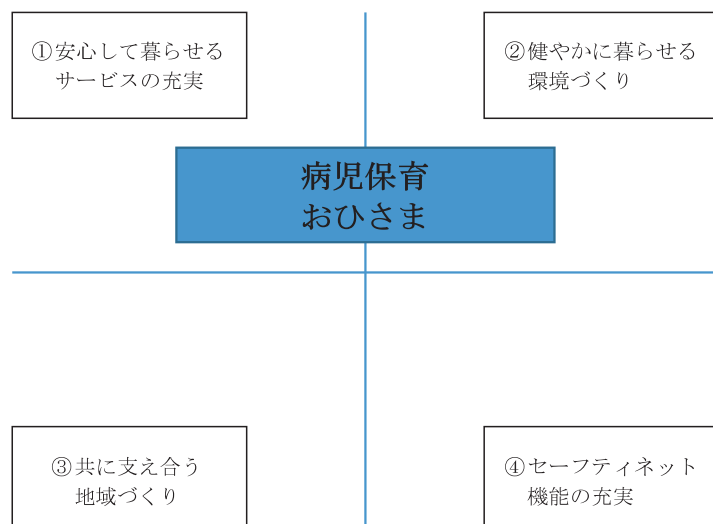 ①安心して暮らせる
サービスの充実
②健やかに暮らせる
環境づくり
病児保育
おひさま
③共に支え合う
地域づくり
④セーフティネット
機能の充実